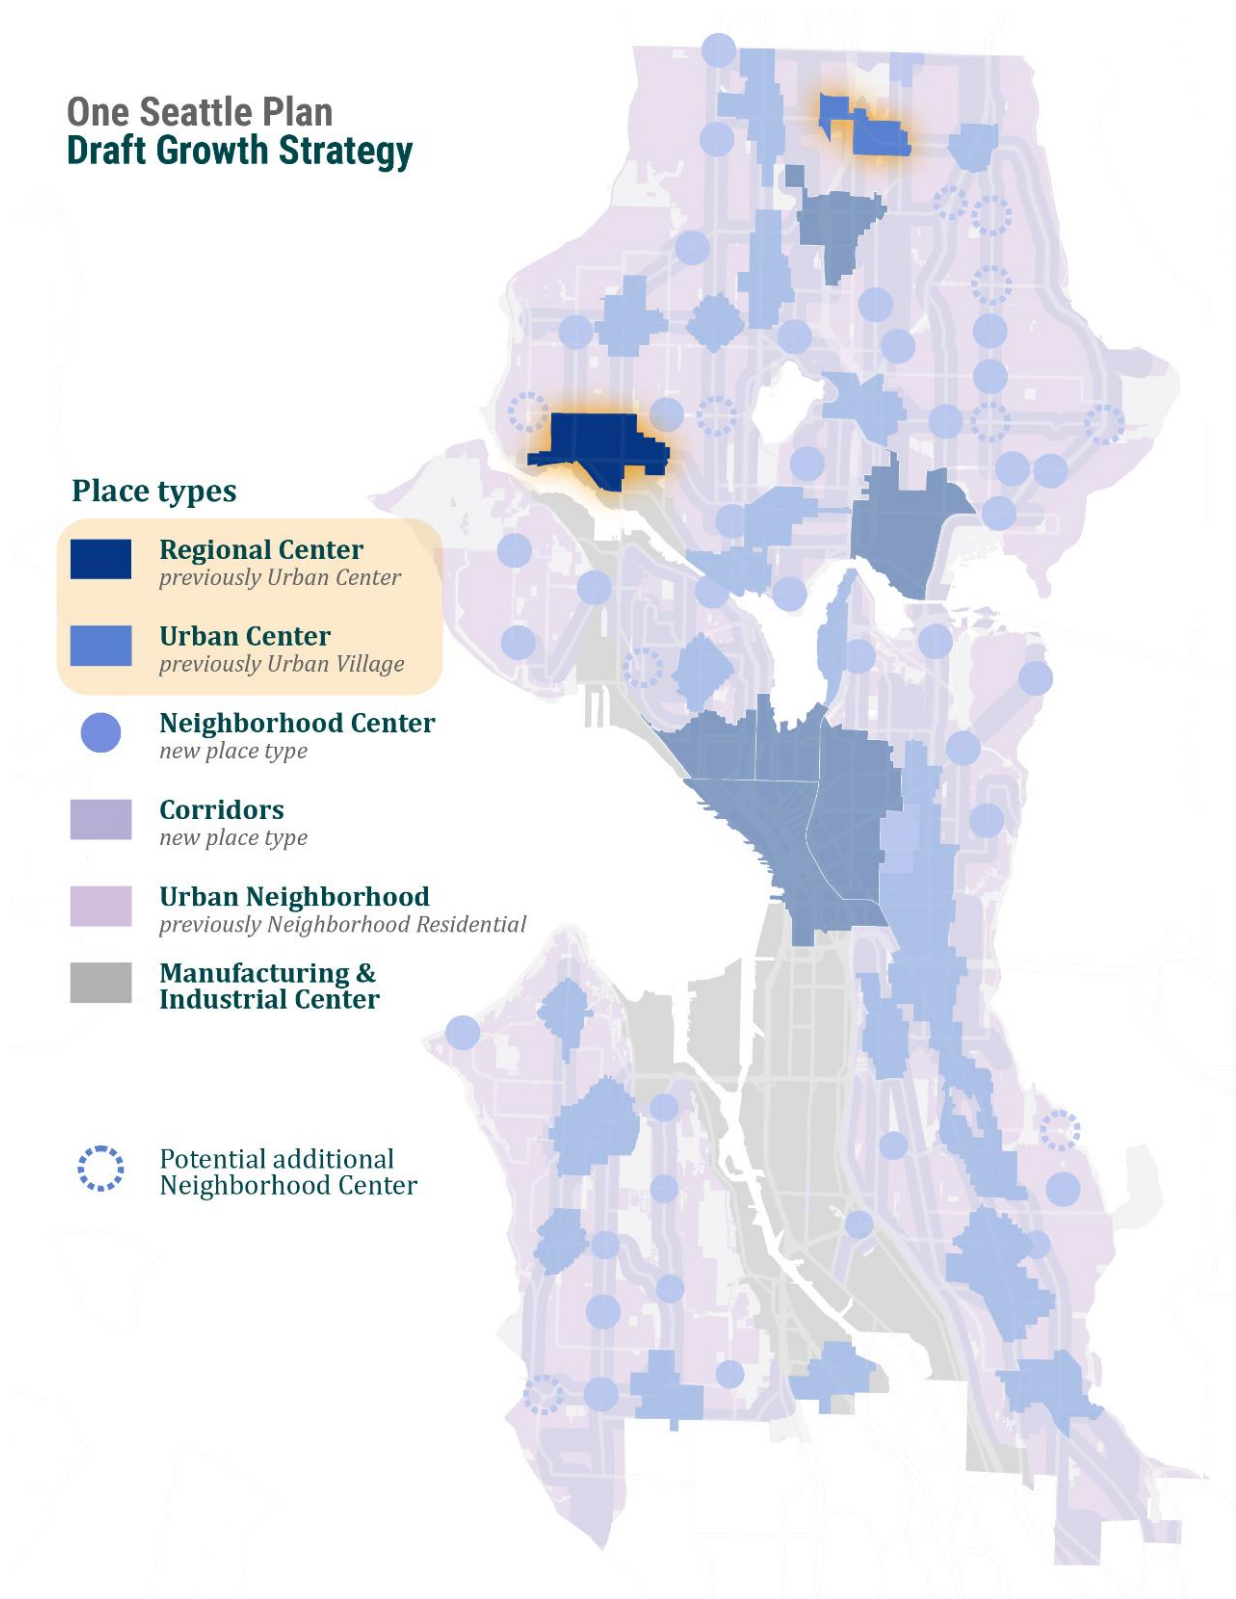 One Seattle Plan
Draft Growth Strategy
Place types
Regional Center
previously Urban Center
Urban Center
previously Urban Village
Neighborhood Center
new place type
Corridors
new place type
Urban Neighborhood
previously Neighborhood Residential
Manufacturing &
Industrial Center
Potential additional
Neighborhood Center